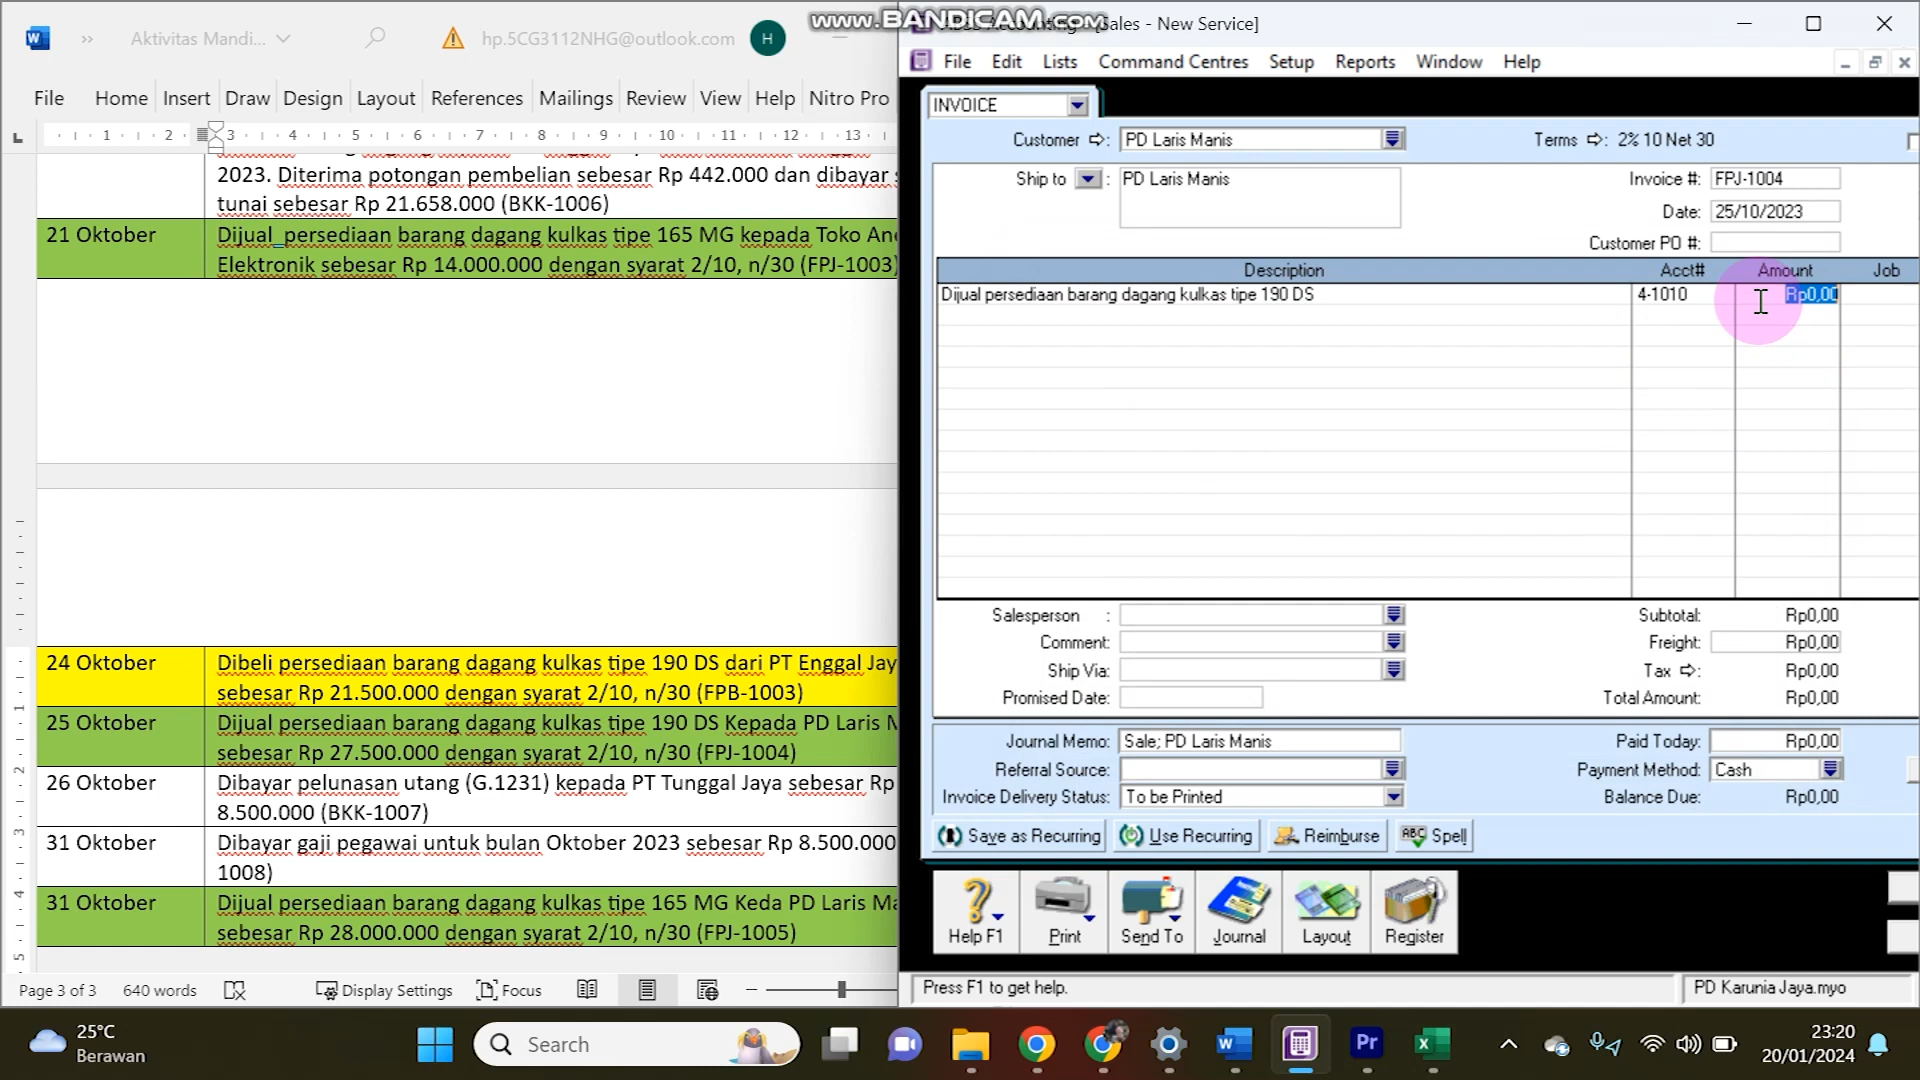 www.BANDICAM.com
Aktivitas Mandi...
hp.5CG3112NHG@outlook.com
H
File Home Insert Draw Design Layout References Mailings Review View Help Nitro Pro
1 2 3 4 5 6 7 8 9 10 11 12 13
2023. Diterima potongan pembelian sebesar Rp 442.000 dan dibayar
tunai sebesar Rp 21.658.000 (BKK-1006)
21 Oktober
Dijual persediaan barang dagang kulkas tipe 165 MG kepada Toko
Elektronik sebesar Rp 14.000.000 dengan syarat 2/10, n/30 (FPJ-1003)
24 Oktober
Dibeli persediaan barang dagang kulkas tipe 190 DS dari PT Enggal Jay
sebesar Rp 21.500.000 dengan syarat 2/10, n/30 (FPB-1003)
25 Oktober
Dijual persediaan barang dagang kulkas tipe 190 DS Kepada PD Laris M
sebesar Rp 27.500.000 dengan syarat 2/10, n/30 (FPJ-1004)
26 Oktober
Dibayar pelunasan utang (G.1231) kepada PT Tunggal Jaya sebesar Rp
8.500.000 (BKK-1007)
31 Oktober
Dibayar gaji pegawai untuk bulan Oktober 2023 sebesar Rp 8.500.000
1008)
31 Oktober
Dijual persediaan barang dagang kulkas tipe 165 MG Keda PD Laris Ma
sebesar Rp 28.000.000 dengan syarat 2/10, n/30 (FPJ-1005)
Page 3 of 3 640 words Display Settings Focus
Accounting - [Sales - New Service]
File Edit Lists Command Centres Setup Reports Window Help
INVOICE
Customer : PD Laris Manis
Terms : 2% 10 Net 30
Ship to : PD Laris Manis
Invoice #: FPJ-1004
Date: 25/10/2023
Customer PO #:
Description Acct# Amount Job
Dijual persediaan barang dagang kulkas tipe 190 DS 4-1010 Rp0,00
Salesperson : Subtotal: Rp0,00
Comment: Freight: Rp0,00
Ship Via: Tax : Rp0,00
Promised Date: Total Amount: Rp0,00
Journal Memo: Sale; PD Laris Manis Paid Today: Rp0,00
Referral Source: Payment Method: Cash
Invoice Delivery Status: To be Printed Balance Due: Rp0,00
Save as Recurring Use Recurring Reimburse ABC Spell
Help F1 Print Send To Journal Layout Register
Press F1 to get help. PD Karunia Jaya.myo
25°C
Berawan
Search
23:20
20/01/2024